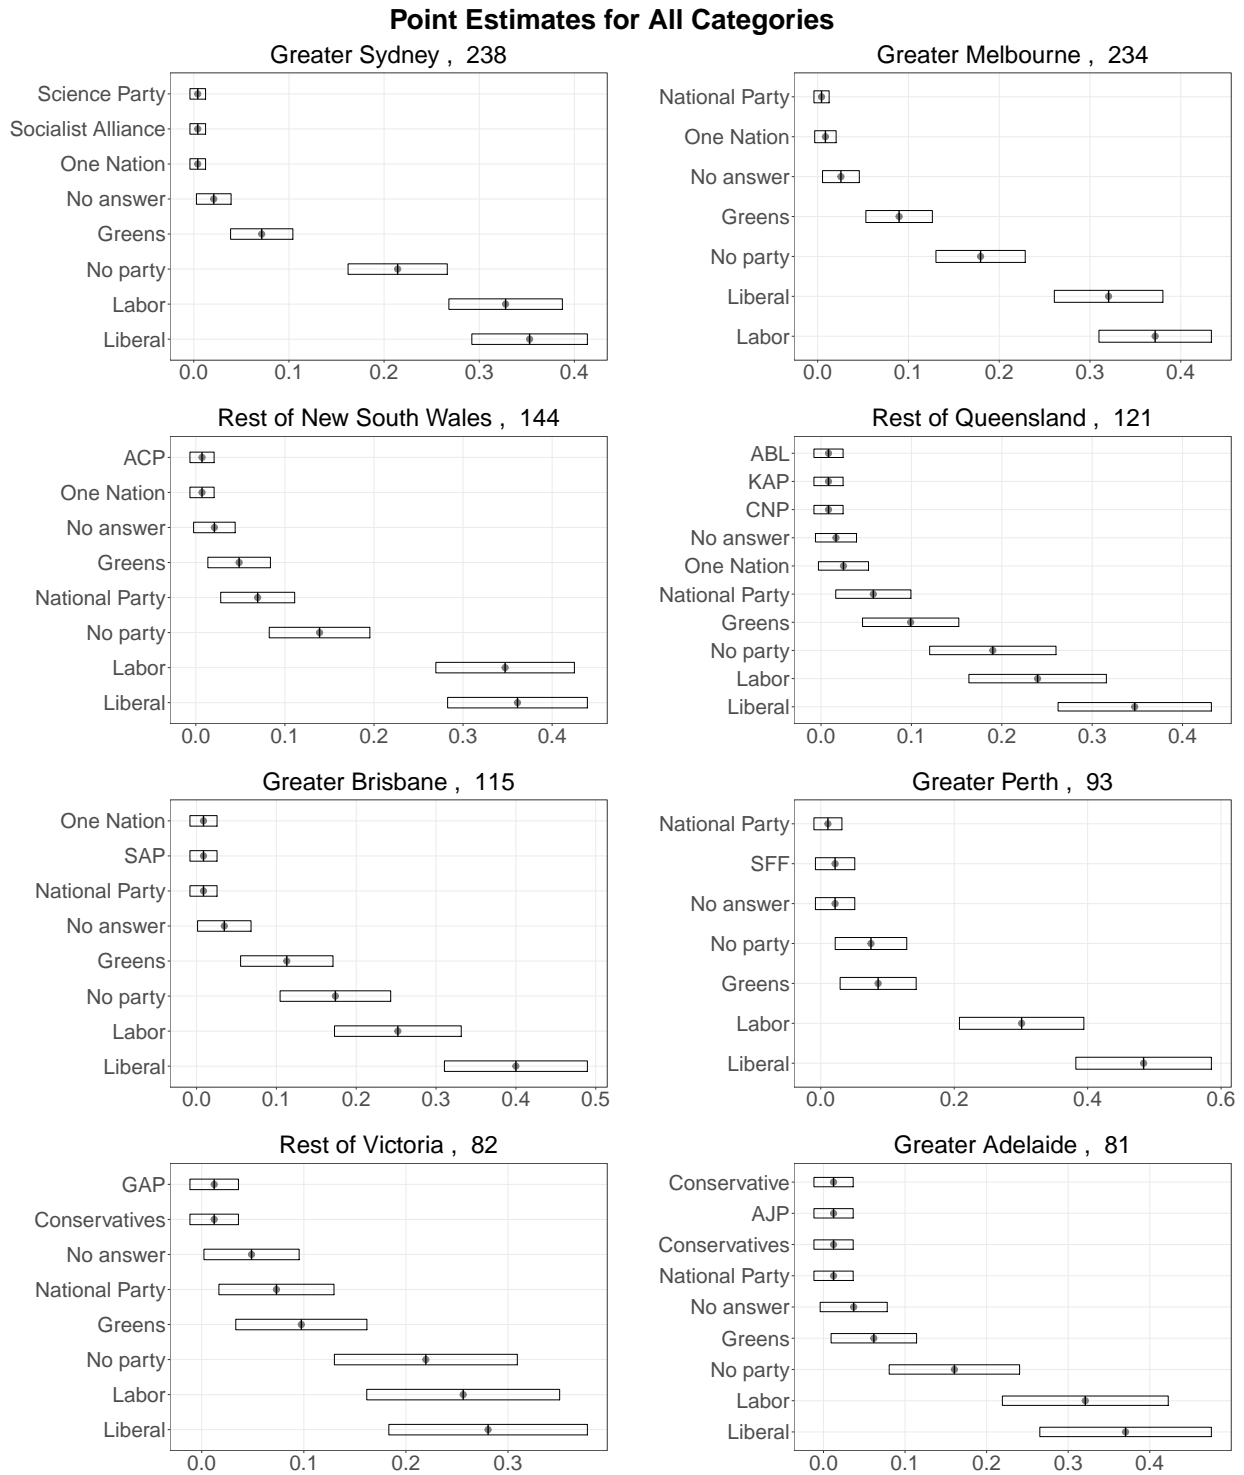 Point Estimates for All Categories
Greater Sydney ,  238
Science Party
Socialist Alliance
One Nation
No answer
Greens
No party
Labor
Liberal
0.0 0.1 0.2 0.3 0.4
Greater Melbourne ,  234
National Party
One Nation
No answer
Greens
No party
Liberal
Labor
0.0 0.1 0.2 0.3 0.4
Rest of New South Wales ,  144
ACP
One Nation
No answer
Greens
National Party
No party
Labor
Liberal
0.0 0.1 0.2 0.3 0.4
Rest of Queensland ,  121
ABL
KAP
CNP
No answer
One Nation
National Party
Greens
No party
Labor
Liberal
0.0 0.1 0.2 0.3 0.4
Greater Brisbane ,  115
One Nation
SAP
National Party
No answer
Greens
No party
Labor
Liberal
0.0 0.1 0.2 0.3 0.4 0.5
Greater Perth ,  93
National Party
SFF
No answer
No party
Greens
Labor
Liberal
0.0 0.2 0.4 0.6
Rest of Victoria ,  82
GAP
Conservatives
No answer
National Party
Greens
No party
Labor
Liberal
0.0 0.1 0.2 0.3
Greater Adelaide ,  81
Conservative
AJP
Conservatives
National Party
No answer
Greens
No party
Labor
Liberal
0.0 0.1 0.2 0.3 0.4